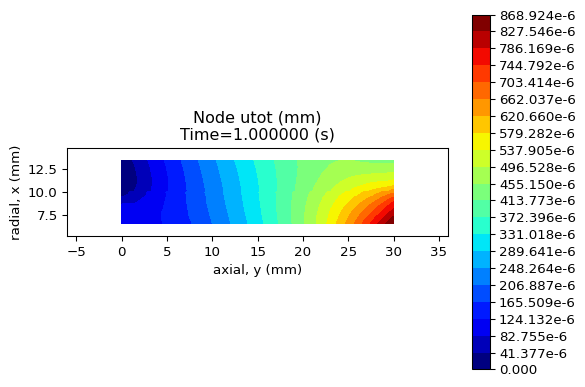 Node utot (mm)
Time=1.000000 (s)
radial, x (mm)
12.5
10.0
7.5
−5 0 5 10 15 20 25 30 35
axial, y (mm)
868.924e-6
827.546e-6
786.169e-6
744.792e-6
703.414e-6
662.037e-6
620.660e-6
579.282e-6
537.905e-6
496.528e-6
455.150e-6
413.773e-6
372.396e-6
331.018e-6
289.641e-6
248.264e-6
206.887e-6
165.509e-6
124.132e-6
82.755e-6
41.377e-6
0.000